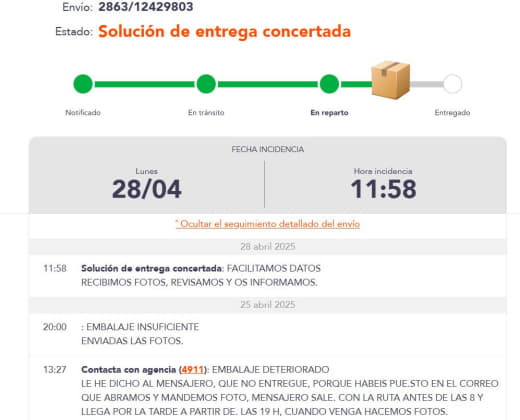 Envío: 2863/12429803
Estado: Solución de entrega concertada
Notificado En tránsito En reparto Entregado
FECHA INCIDENCIA
Lunes Hora incidencia
28/04 11:58
ˆ Ocultar el seguimiento detallado del envío
28 abril 2025
11:58 Solución de entrega concertada: FACILITAMOS DATOS
RECIBIMOS FOTOS, REVISAMOS Y OS INFORMAMOS.
25 abril 2025
20:00 : EMBALAJE INSUFICIENTE
ENVIADAS LAS FOTOS.
13:27 Contacta con agencia (4911): EMBALAJE DETERIORADO
LE HE DICHO AL MENSAJERO, QUE NO ENTREGUE, PORQUE HABEIS PUE.STO EN EL CORREO
QUE ABRAMOS Y MANDEMOS FOTO, MENSAJERO SALE. CON LA RUTA ANTES DE LAS 8 Y
LLEGA POR LA TARDE A PARTIR DE. LAS 19 H, CUANDO VENGA HACEMOS FOTOS.